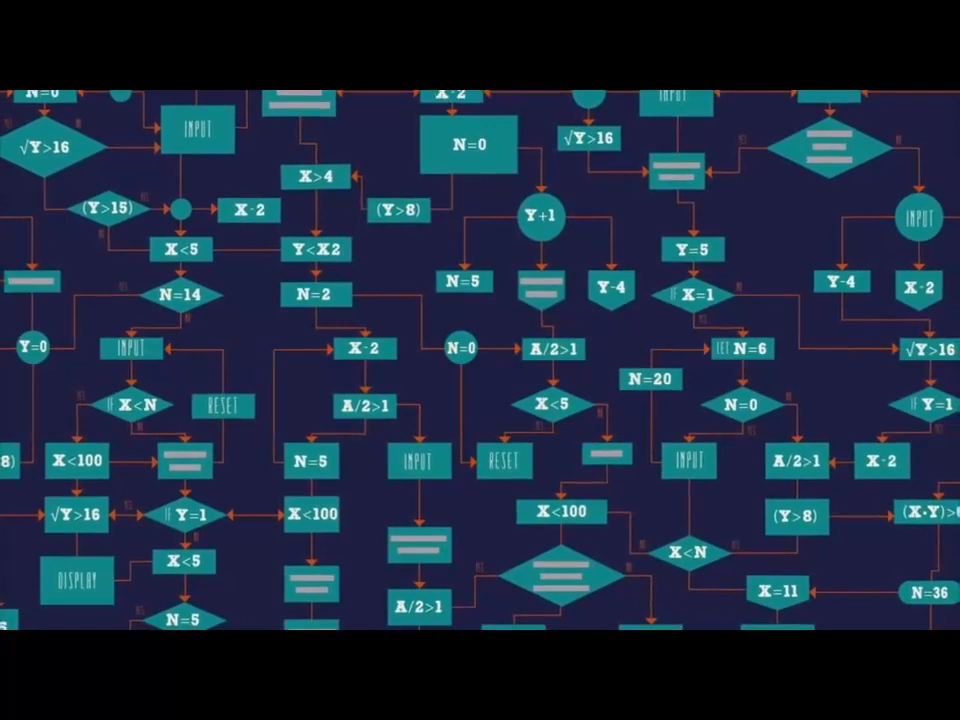 N=0
X-2
INPUT
√Y>16
INPUT
N=0
√Y>16
X>4
(Y>15)
X-2
(Y>8)
Y+1
INPUT
X<5
Y<X2
Y=5
N=5
Y-4
Y-4
X-2
N=14
N=2
IF X=1
Y=0
INPUT
X-2
N=0
A/2>1
LET N=6
√Y>16
N=20
IF X<N
RESET
A/2>1
X<5
N=0
IF Y=1
8)
X<100
N=5
INPUT
RESET
INPUT
A/2>1
X-2
√Y>16
IF Y=1
X<100
X<100
(Y>8)
(X·Y)>
X<5
X<N
DISPLAY
A/2>1
X=11
N=36
N=5